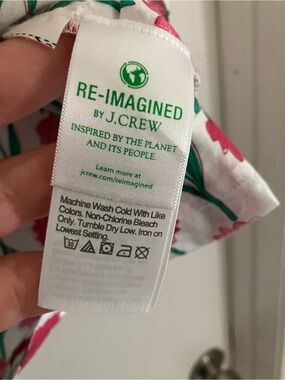 RE-IMAGINED
BY J.CREW
INSPIRED BY THE PLANET
AND ITS PEOPLE.
Learn more at
jcrew.com/reimagined
Machine Wash Cold With Like
Colors. Non-Chlorine Bleach
Only. Tumble Dry Low. Iron on
Lowest Setting.